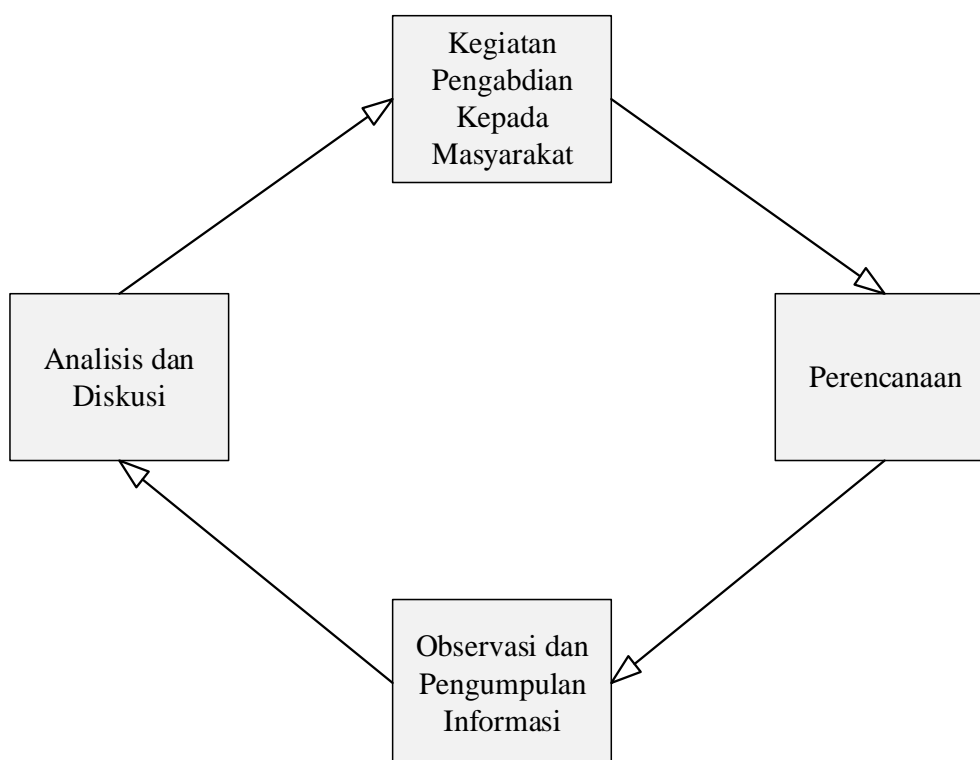 Kegiatan
Pengabdian
Kepada
Masyarakat
Analisis dan
Diskusi
Perencanaan
Observasi dan
Pengumpulan
Informasi